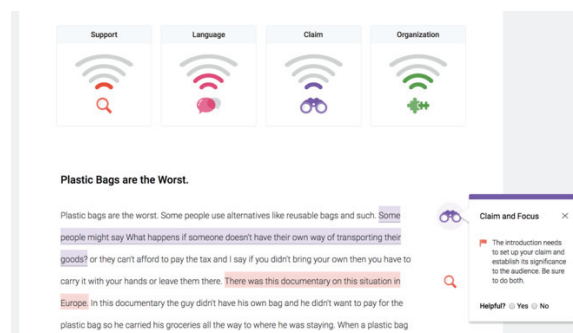 Support
Language
Claim
Organization
Plastic Bags are the Worst.
Plastic bags are the worst. Some people use alternatives like reusable bags and such. Some
people might say What happens if someone doesn't have their own way of transporting their
goods? or they can't afford to pay the tax and I say if you didn't bring your own then you have to
carry it with your hands or leave them there. There was this documentary on this situation in
Europe. In this documentary the guy didn't have his own bag and he didn't want to pay for the
plastic bag so he carried his groceries all the way to where he was staying. When a plastic bag
Claim and Focus
The introduction needs
to set up your claim and
establish its significance
to the audience. Be sure
to do both.
Helpful? Yes No